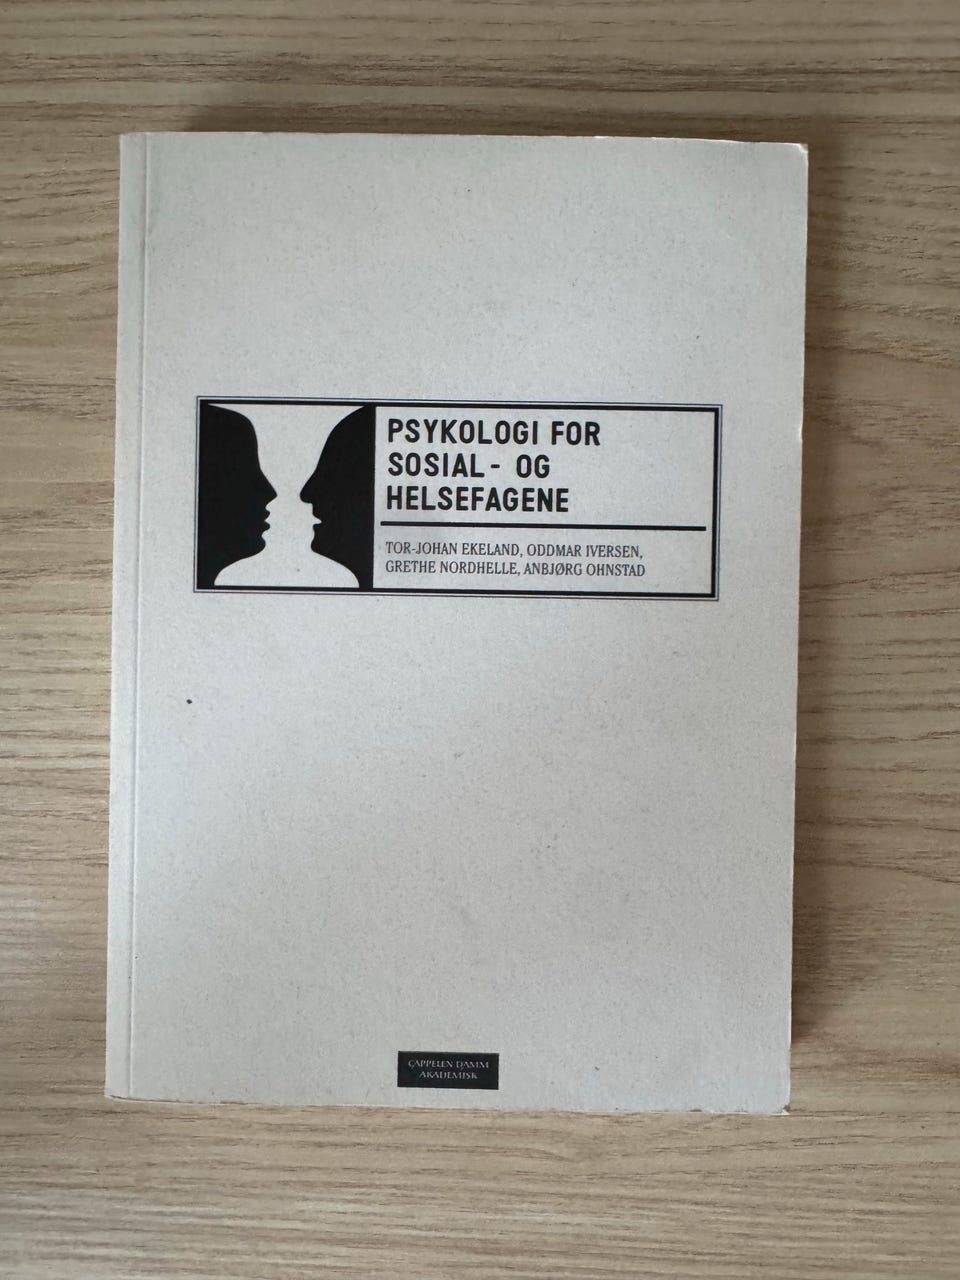 PSYKOLOGI FOR
SOSIAL- OG
HELSEFAGENE
TOR-JOHAN EKELAND, ODDMAR IVERSEN,
GRETHE NORDHELLE, ANBJØRG OHNSTAD
CAPPELEN DAMM
AKADEMISK